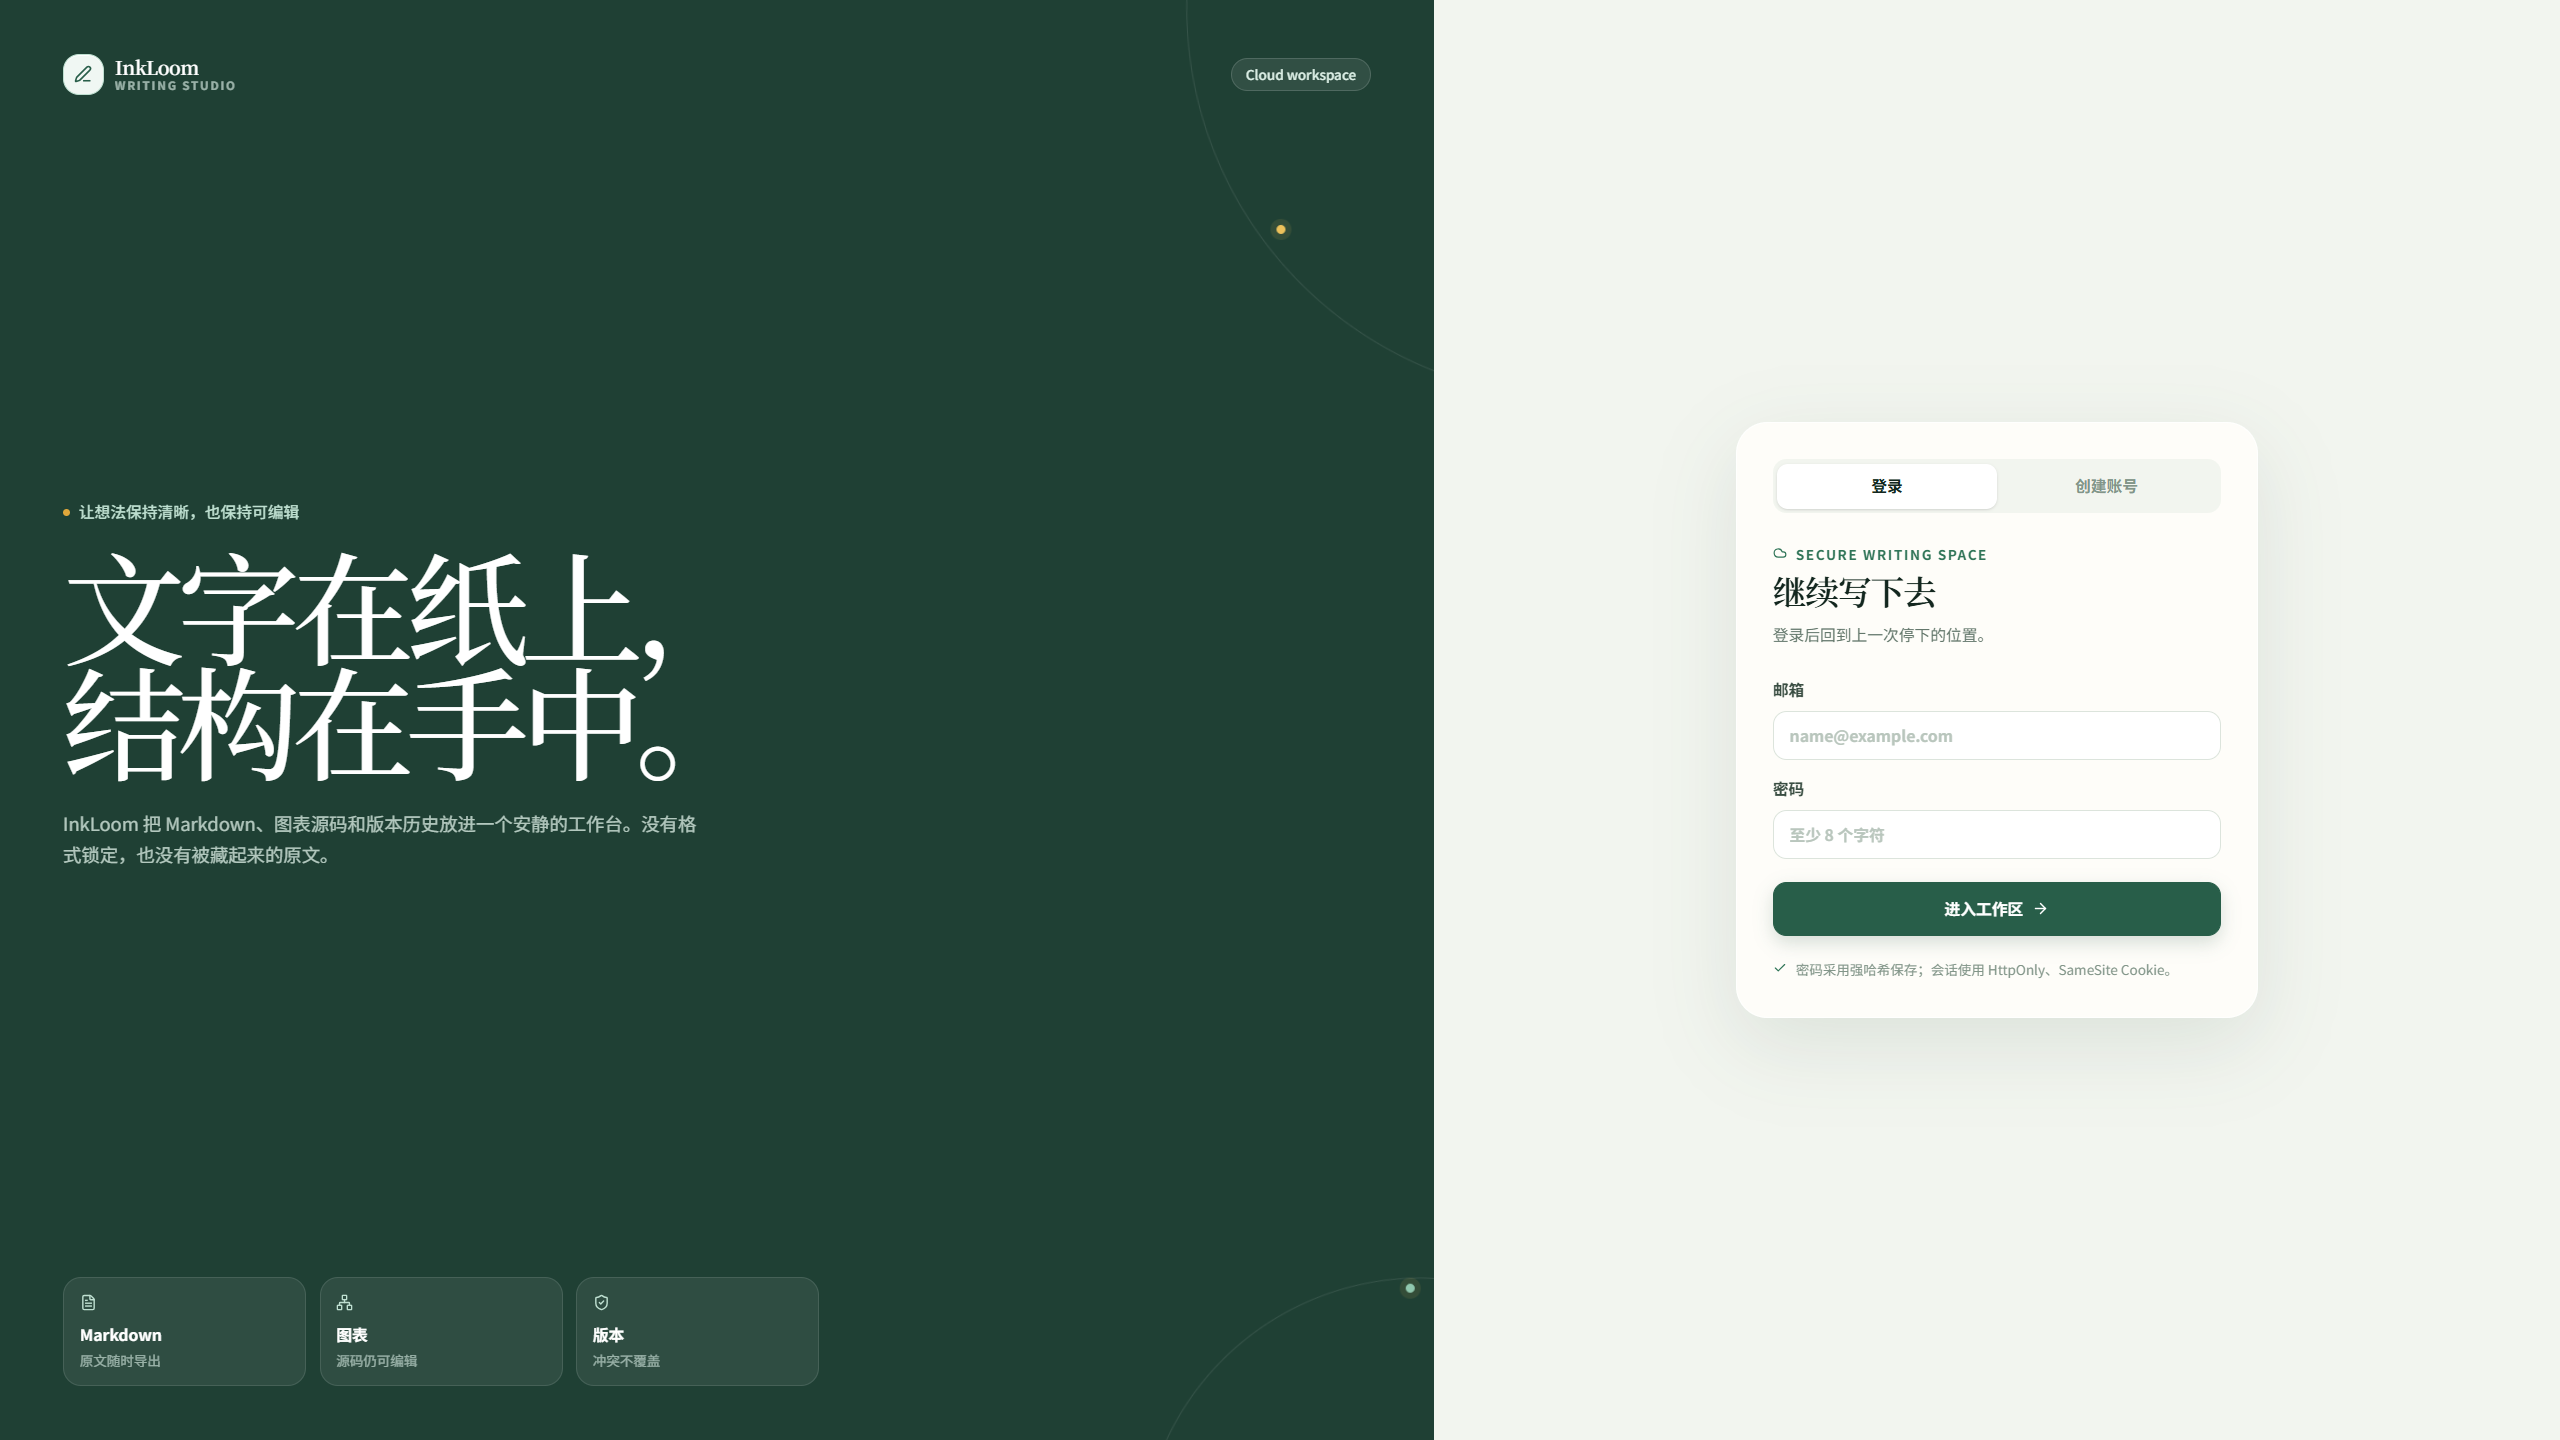 InkLoom
WRITING STUDIO
Cloud workspace
让想法保持清晰，也保持可编辑
文字在纸上，
结构在手中。
InkLoom 把 Markdown、图表源码和版本历史放进一个安静的工作台。没有格
式锁定，也没有被藏起来的原文。
Markdown
原文随时导出
图表
源码仍可编辑
版本
冲突不覆盖
登录
创建账号
SECURE WRITING SPACE
继续写下去
登录后回到上一次停下的位置。
邮箱
name@example.com
密码
至少 8 个字符
进入工作区
密码采用强哈希保存；会话使用 HttpOnly、SameSite Cookie。